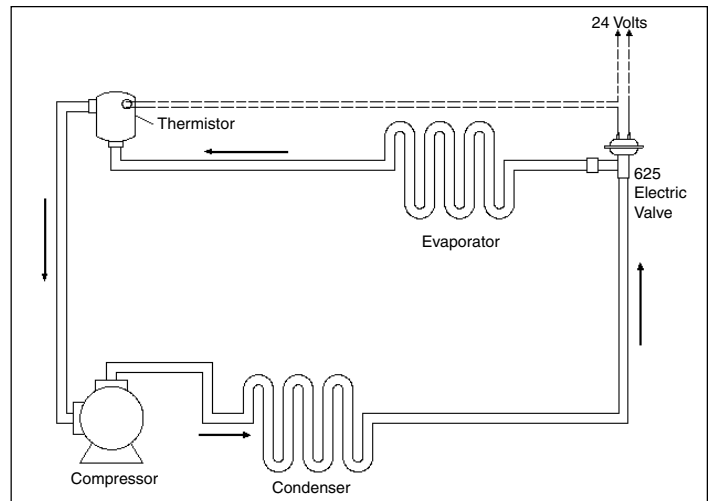 24 Volts
Thermistor
625
Electric
Valve
Evaporator
Compressor
Condenser